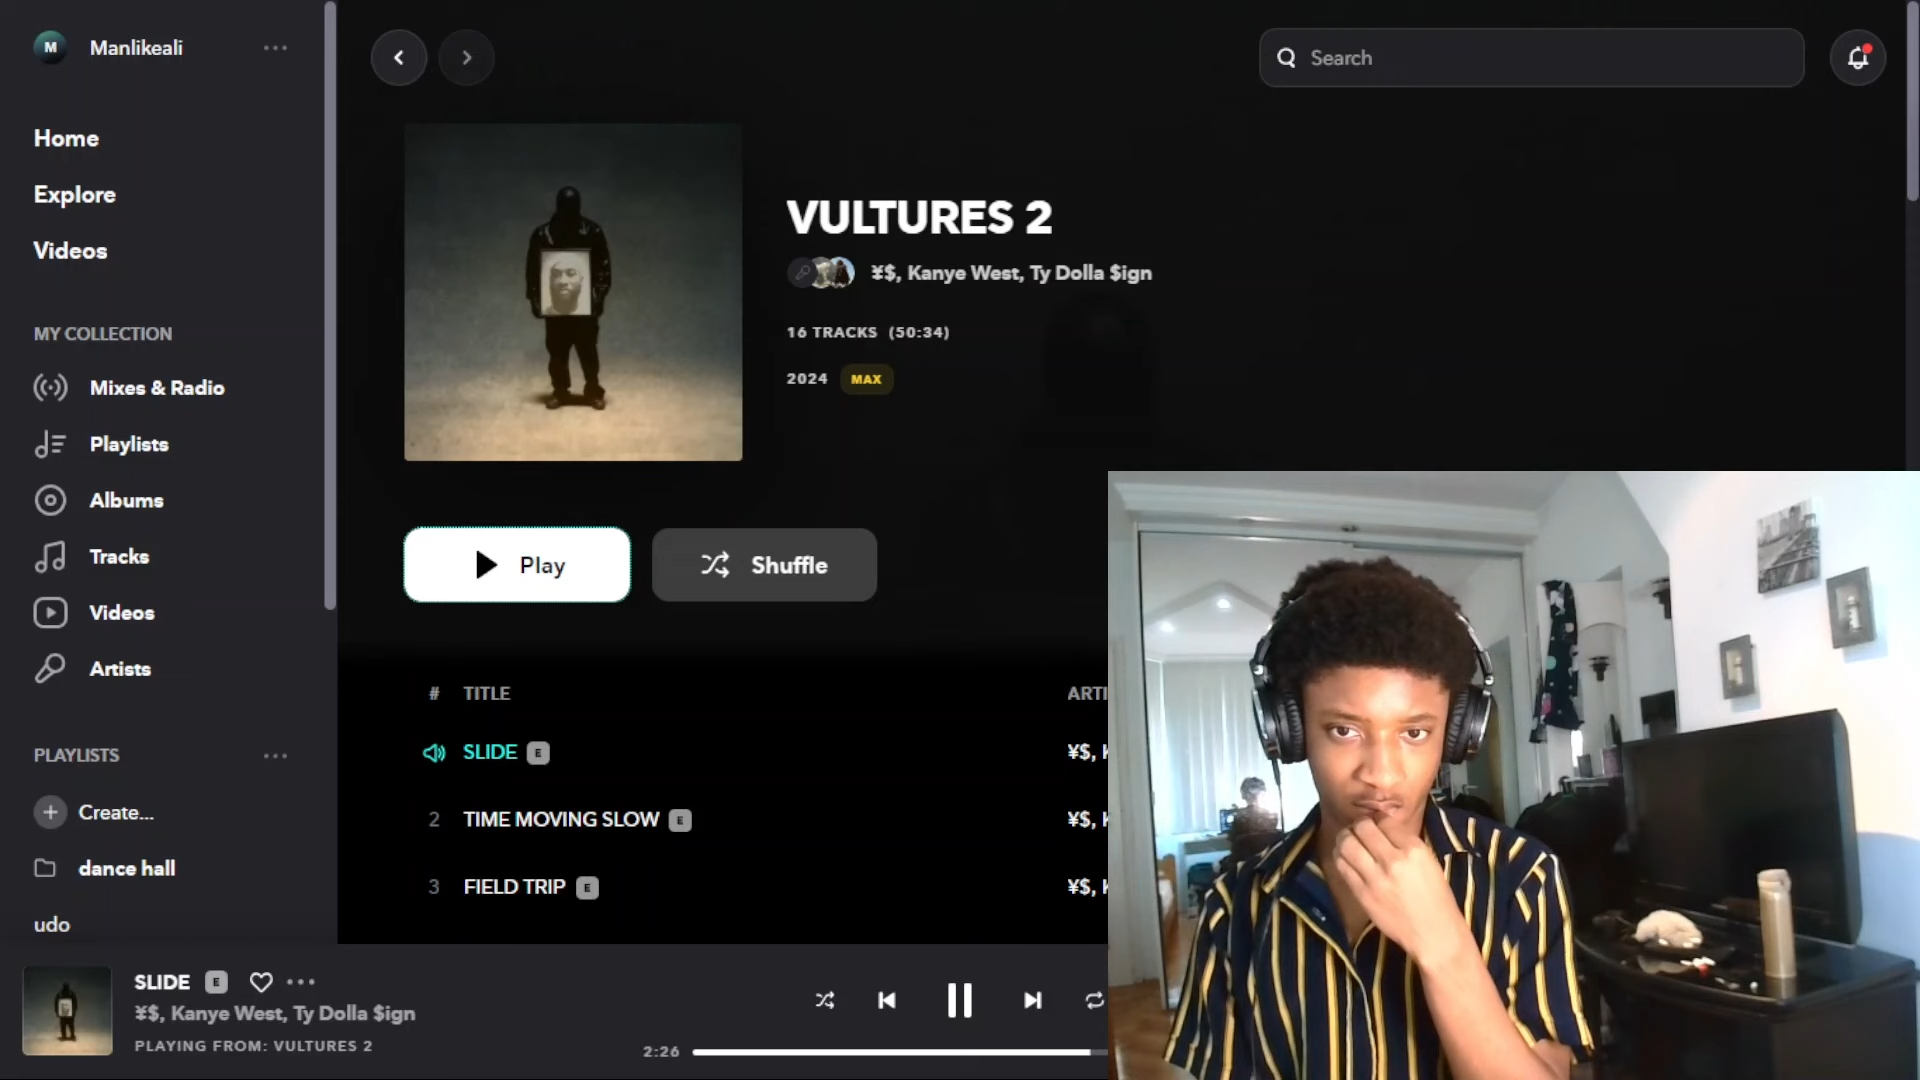 M Manlikeali
Home
Explore
Videos
MY COLLECTION
Mixes & Radio
Playlists
Albums
Tracks
Videos
Artists
PLAYLISTS
Create...
dance hall
udo
Search
VULTURES 2
¥$, Kanye West, Ty Dolla $ign
16 TRACKS (50:34)
2024 MAX
Play
Shuffle
# TITLE ARTI
SLIDE E ¥$, K
2 TIME MOVING SLOW E ¥$, K
3 FIELD TRIP E ¥$, K
SLIDE E
¥$, Kanye West, Ty Dolla $ign
PLAYING FROM: VULTURES 2
2:26